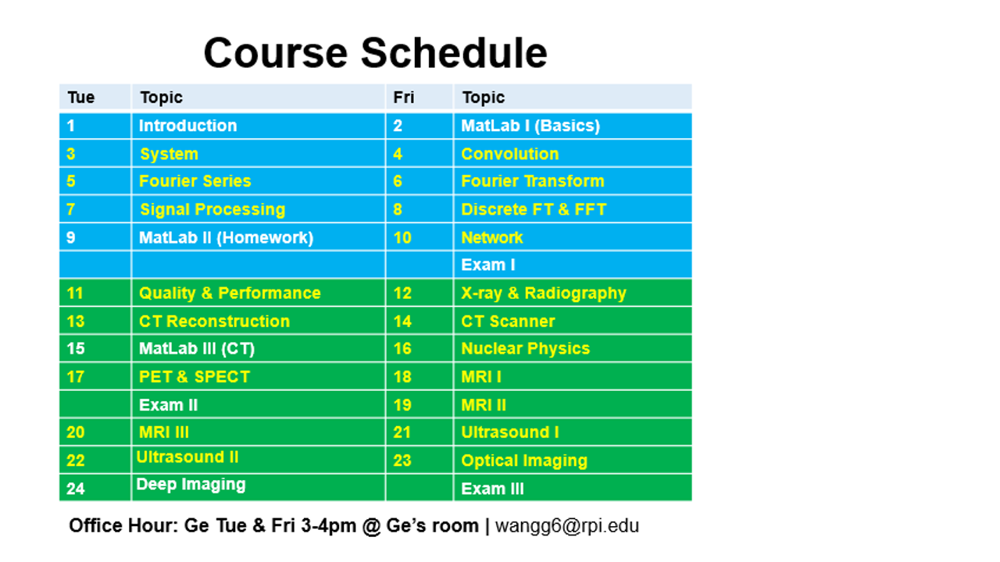 Course Schedule
Tue Topic Fri Topic
1 Introduction 2 MatLab I (Basics)
3 System 4 Convolution
5 Fourier Series 6 Fourier Transform
7 Signal Processing 8 Discrete FT & FFT
9 MatLab II (Homework) 10 Network
Exam I
11 Quality & Performance 12 X-ray & Radiography
13 CT Reconstruction 14 CT Scanner
15 MatLab III (CT) 16 Nuclear Physics
17 PET & SPECT 18 MRI I
Exam II 19 MRI II
20 MRI III 21 Ultrasound I
22 Ultrasound II 23 Optical Imaging
24 Deep Imaging Exam III
Office Hour: Ge Tue & Fri 3-4pm @ Ge’s room | wangg6@rpi.edu